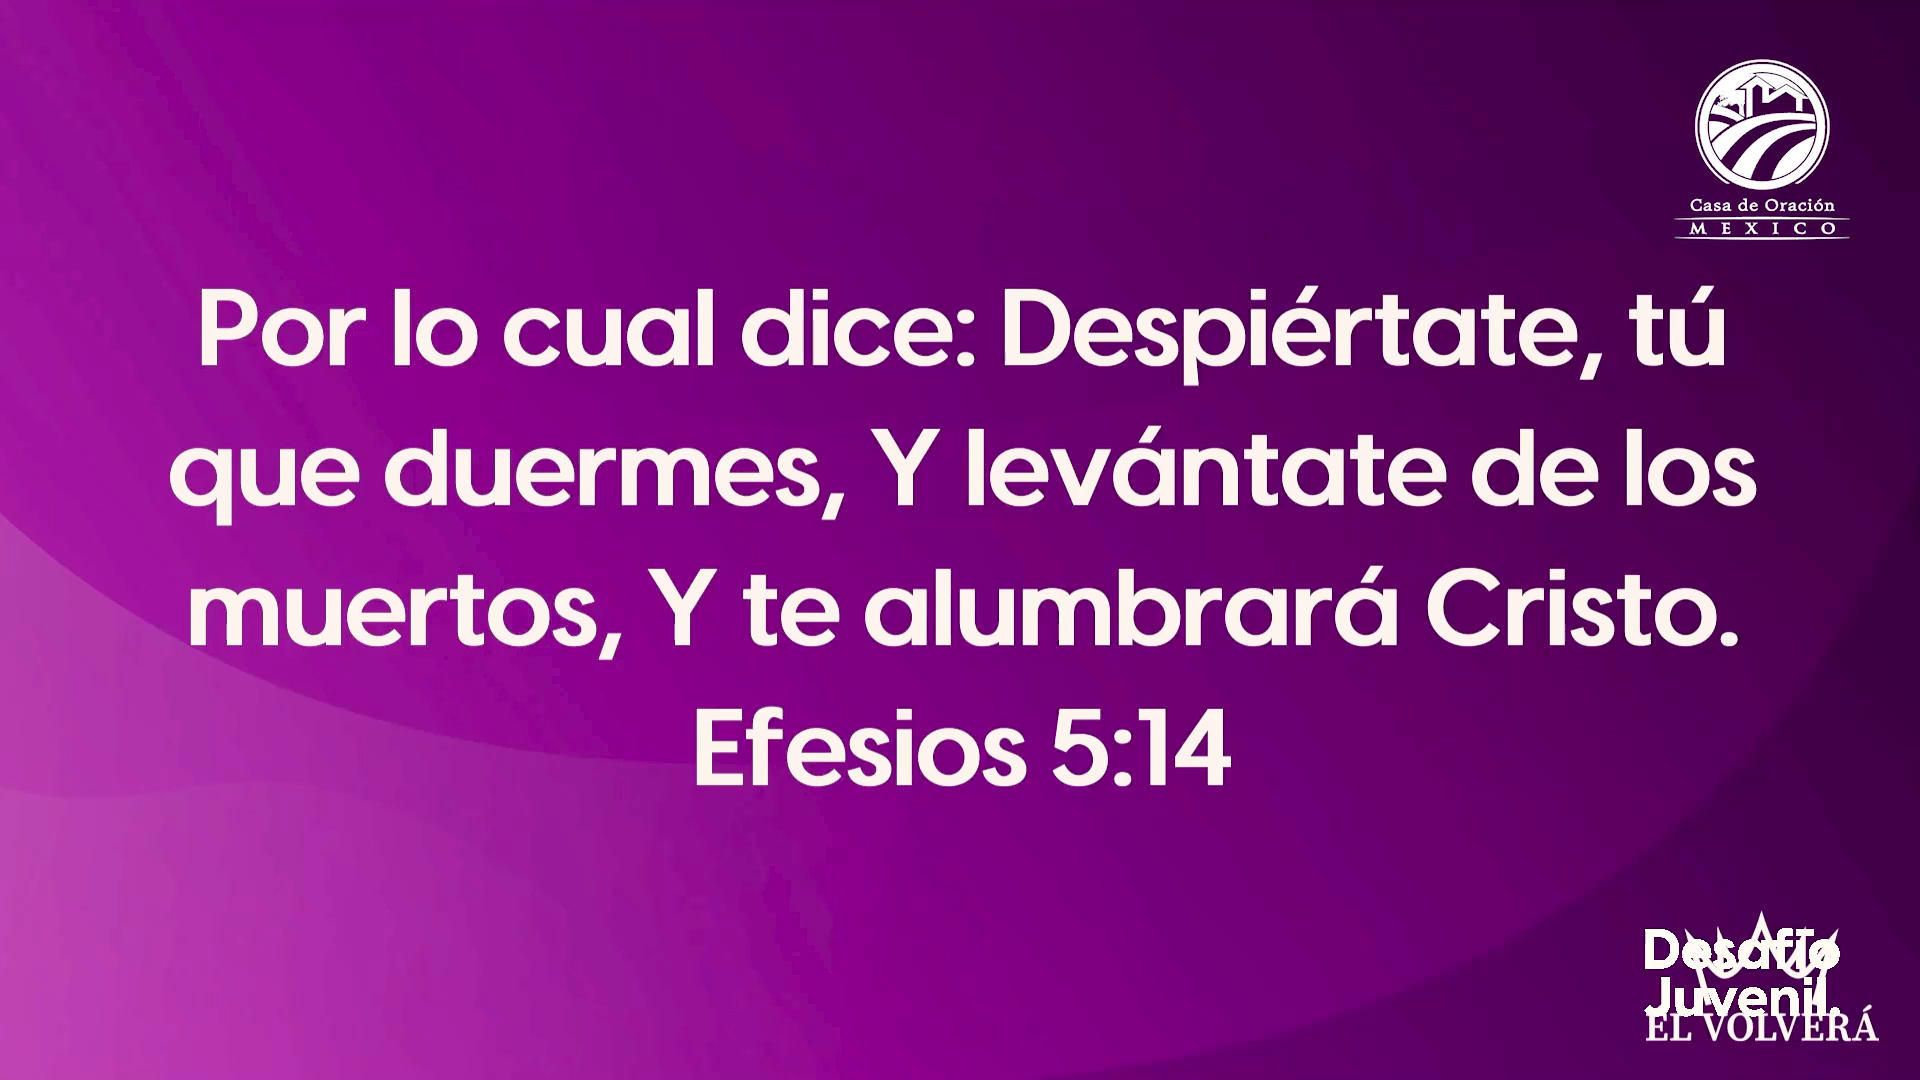 Casa de Oración
MEXICO
Por lo cual dice: Despiértate, tú
que duermes, Y levántate de los
muertos, Y te alumbrará Cristo.
Efesios 5:14
Desafío
Juvenil.
EL VOLVERÁ